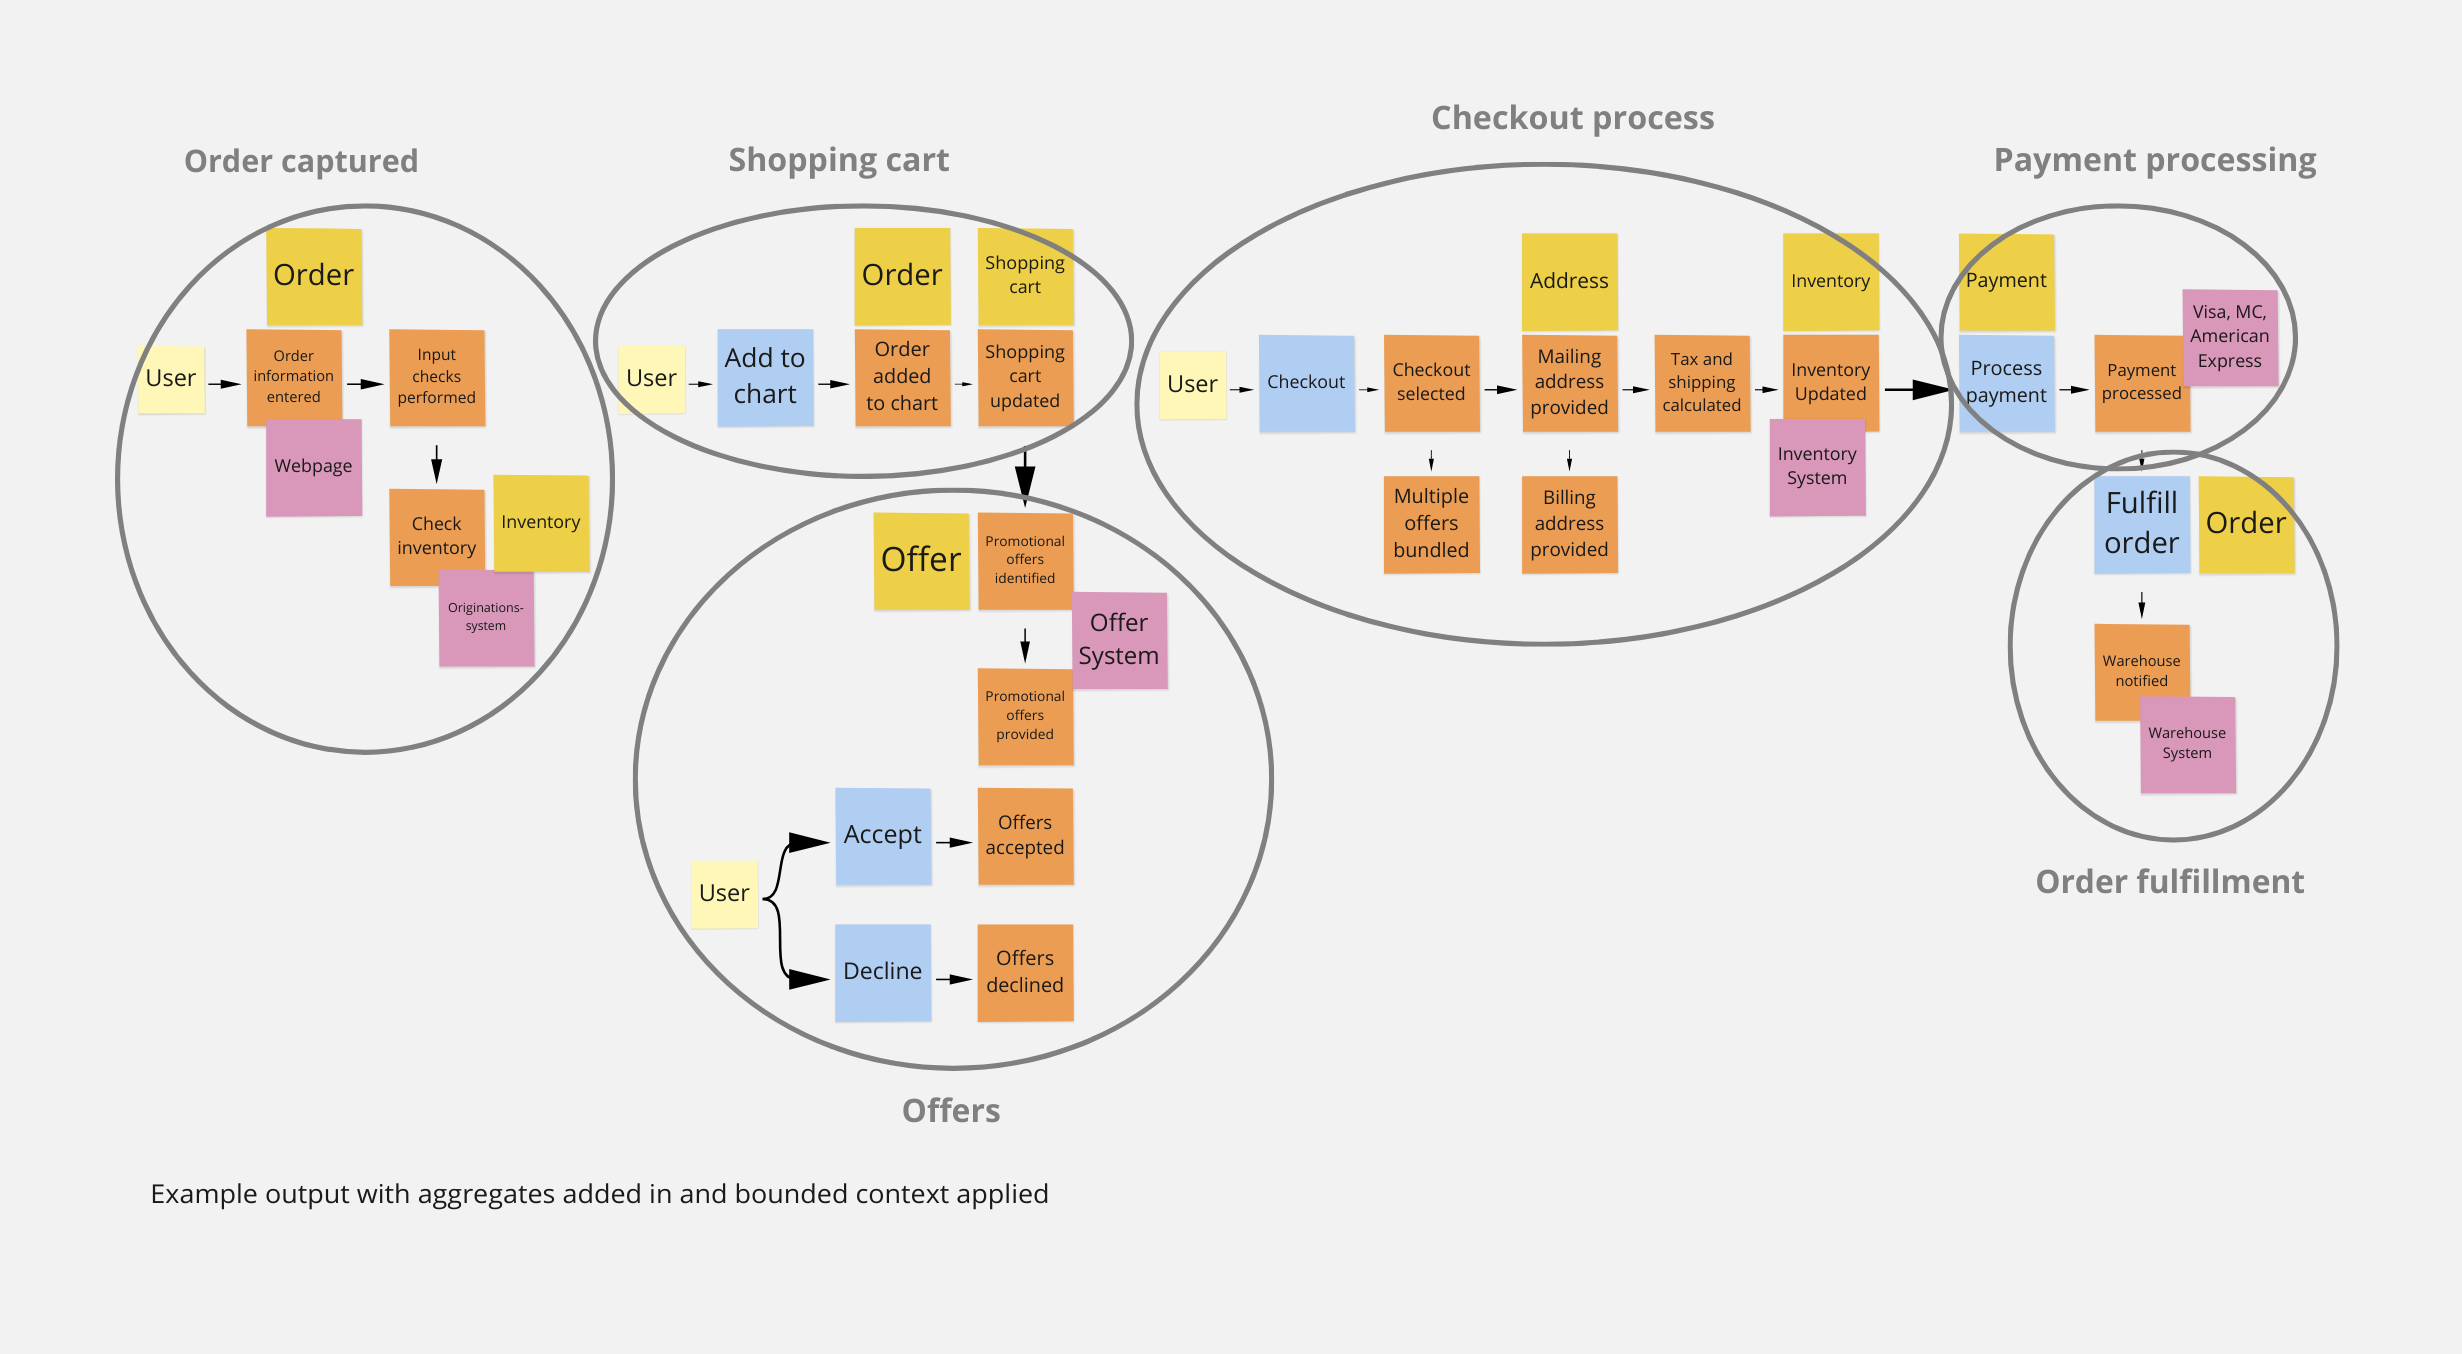 Checkout process
Order captured
Shopping cart
Payment processing
Order
User
Order
information
entered
Input
checks
performed
Webpage
Check
inventory
Inventory
Originations-
system
Order
Shopping
cart
User
Add to
chart
Order
added
to chart
Shopping
cart
updated
Offer
Promotional
offers
identified
Offer
System
Promotional
offers
provided
User
Accept
Offers
accepted
Decline
Offers
declined
Offers
Address
Inventory
User
Checkout
Checkout
selected
Mailing
address
provided
Tax and
shipping
calculated
Inventory
Updated
Inventory
System
Multiple
offers
bundled
Billing
address
provided
Payment
Visa, MC,
American
Express
Process
payment
Payment
processed
Fulfill
order
Order
Warehouse
notified
Warehouse
System
Order fulfillment
Example output with aggregates added in and bounded context applied